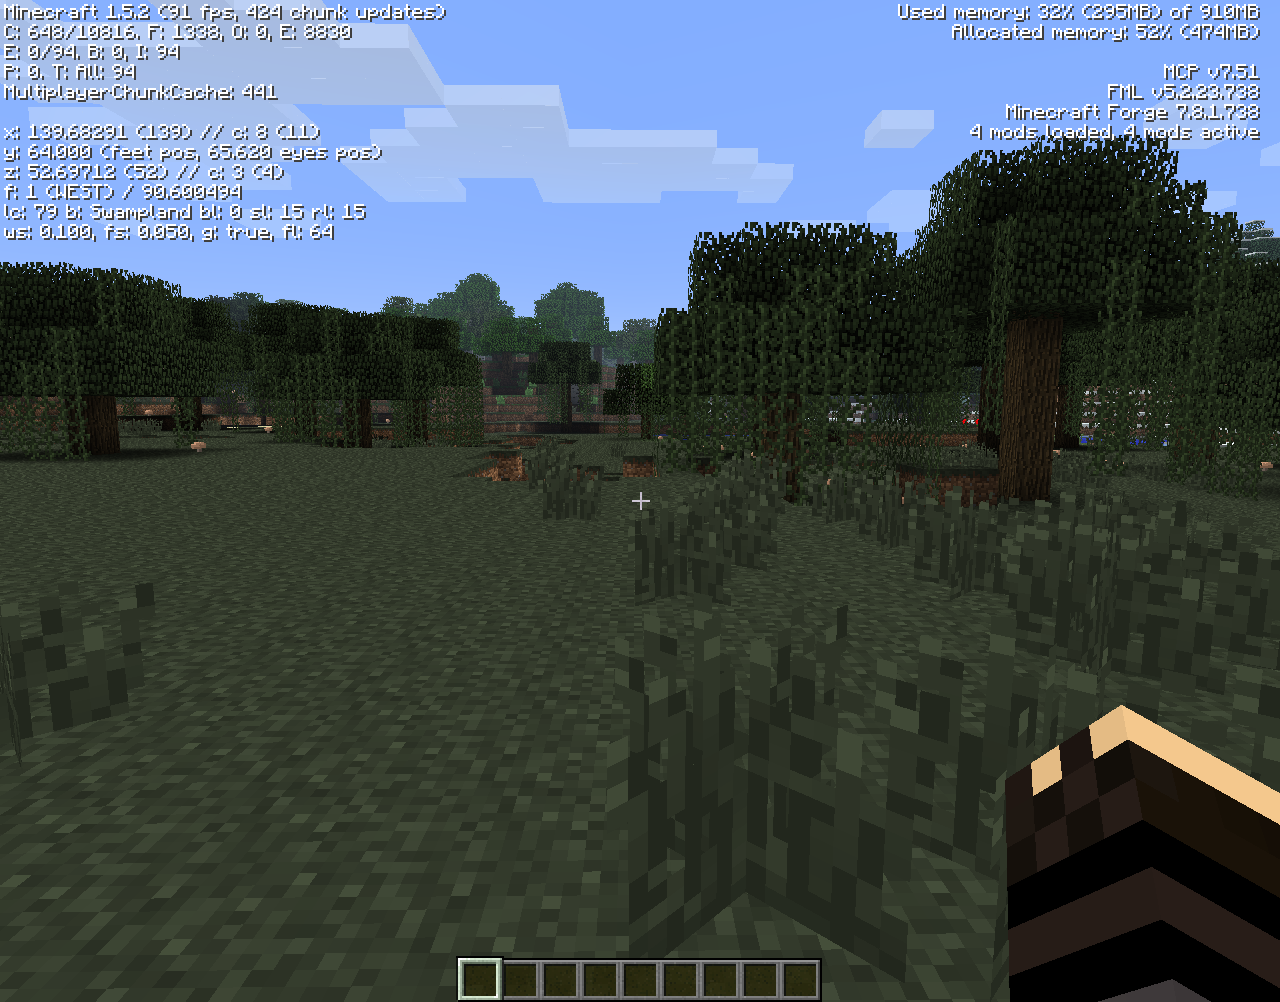 Minecraft 1.5.2 (91 fps, 424 chunk updates)
C: 648/10816. F: 1338, O: 0, E: 8830
E: 0/94. B: 0, I: 94
P: 0. T: All: 94
MultiplayerChunkCache: 441
x: 139.68291 (139) // c: 8 (11)
y: 64.000 (feet pos, 65.620 eyes pos)
z: 52.69712 (52) // c: 3 (4)
f: 1 (WEST) / 90.600494
lc: 79 b: Swampland bl: 0 sl: 15 rl: 15
ws: 0.100, fs: 0.050, g: true, fl: 64
Used memory: 32% (295MB) of 910MB
Allocated memory: 52% (474MB)
MCP v7.51
FML v5.2.23.738
Minecraft Forge 7.8.1.738
4 mods loaded, 4 mods active